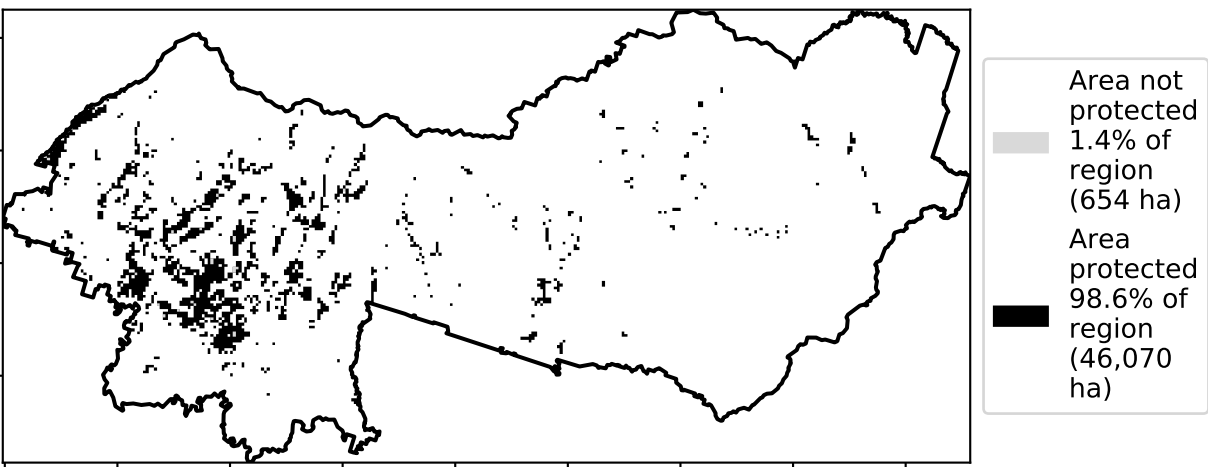 Area not
protected
1.4% of
region
(654 ha)
Area
protected
98.6% of
region
(46,070
ha)